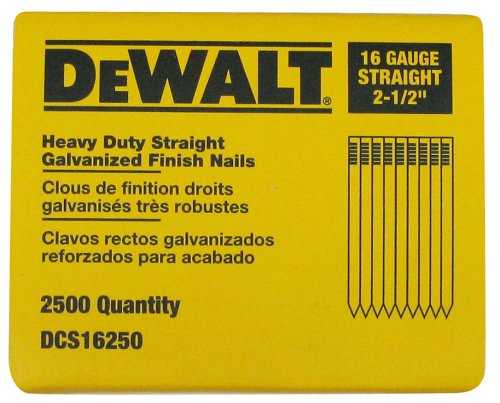 DEWALT®
16 GAUGE
STRAIGHT
2-1/2"
Heavy Duty Straight
Galvanized Finish Nails
Clous de finition droits
galvanisés très robustes
Clavos rectos galvanizados
reforzados para acabado
2500 Quantity
DCS16250